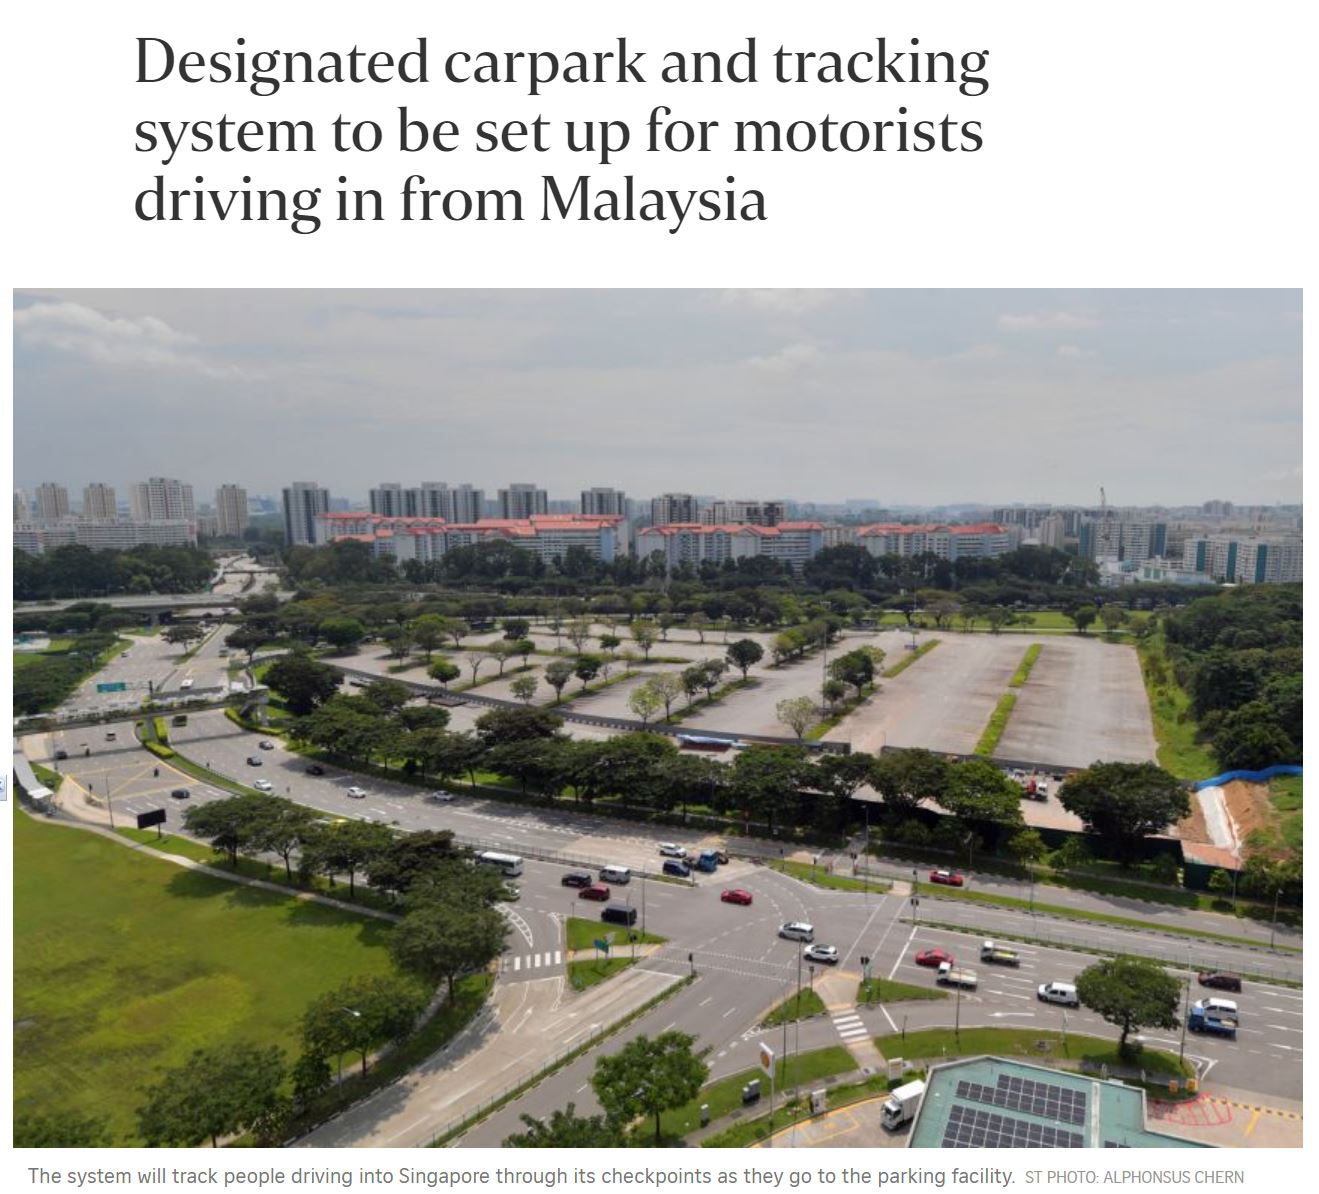 Designated carpark and tracking
system to be set up for motorists
driving in from Malaysia
The system will track people driving into Singapore through its checkpoints as they go to the parking facility. ST PHOTO: ALPHONSUS CHERN